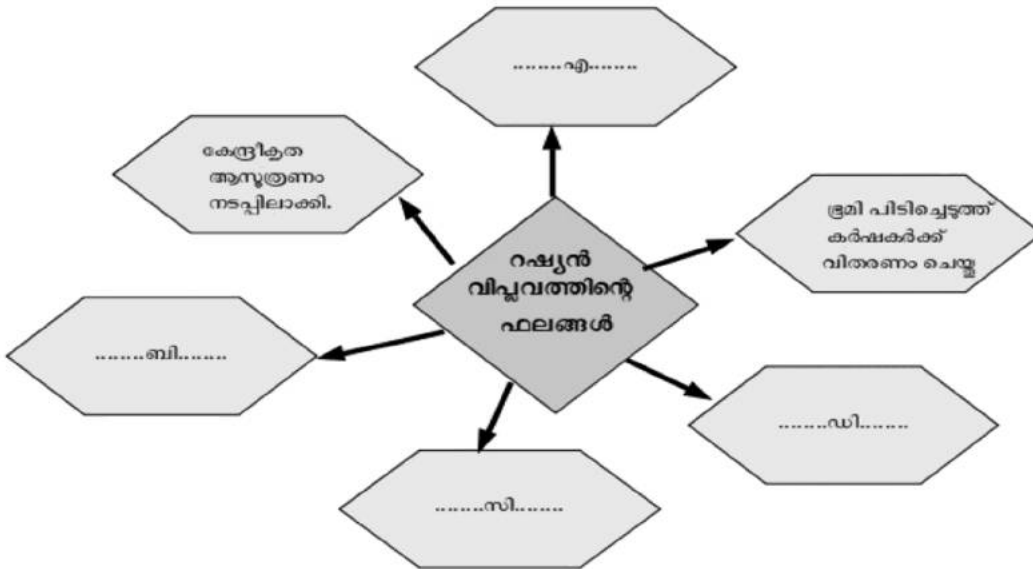 ........എ........
കേന്ദ്രീകൃത
ആസൂത്രണം
നടപ്പിലാക്കി.
ഭൂമി പിടിച്ചെടുത്ത്
കർഷകർക്ക്
വിതരണം ചെയ്തു
റഷ്യൻ
വിപ്ലവത്തിന്റെ
ഫലങ്ങൾ
.........ബി........
.........സി........
........ഡി........